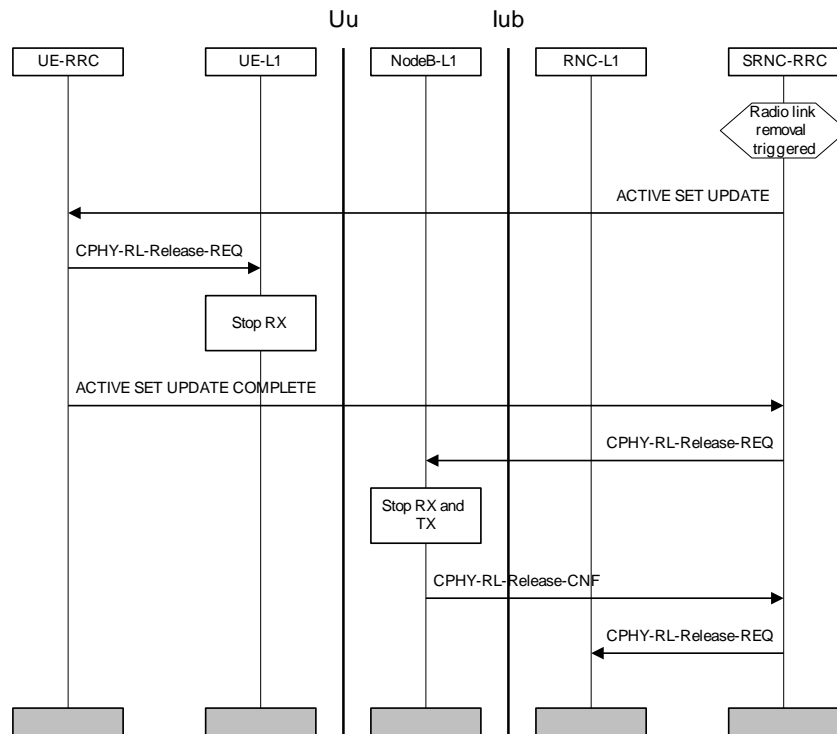 Uu
Iub
UE-RRC
UE-L1
NodeB-L1
RNC-L1
SRNC-RRC
Radio link
removal
triggered
ACTIVE SET UPDATE
CPHY-RL-Release-REQ
Stop RX
ACTIVE SET UPDATE COMPLETE
CPHY-RL-Release-REQ
Stop RX and
TX
CPHY-RL-Release-CNF
CPHY-RL-Release-REQ